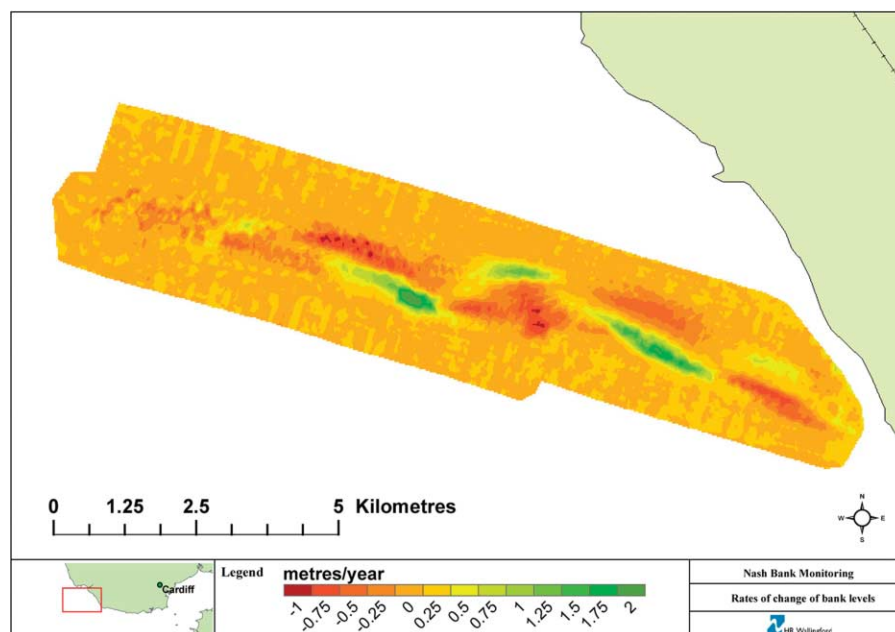 0 1.25 2.5 5 Kilometres
N
W E
S
Cardiff
Legend
metres/year
-1 -0.75 -0.5 -0.25 0 0.25 0.5 0.75 1 1.25 1.5 1.75 2
Nash Bank Monitoring
Rates of change of bank levels
HR Wallingford